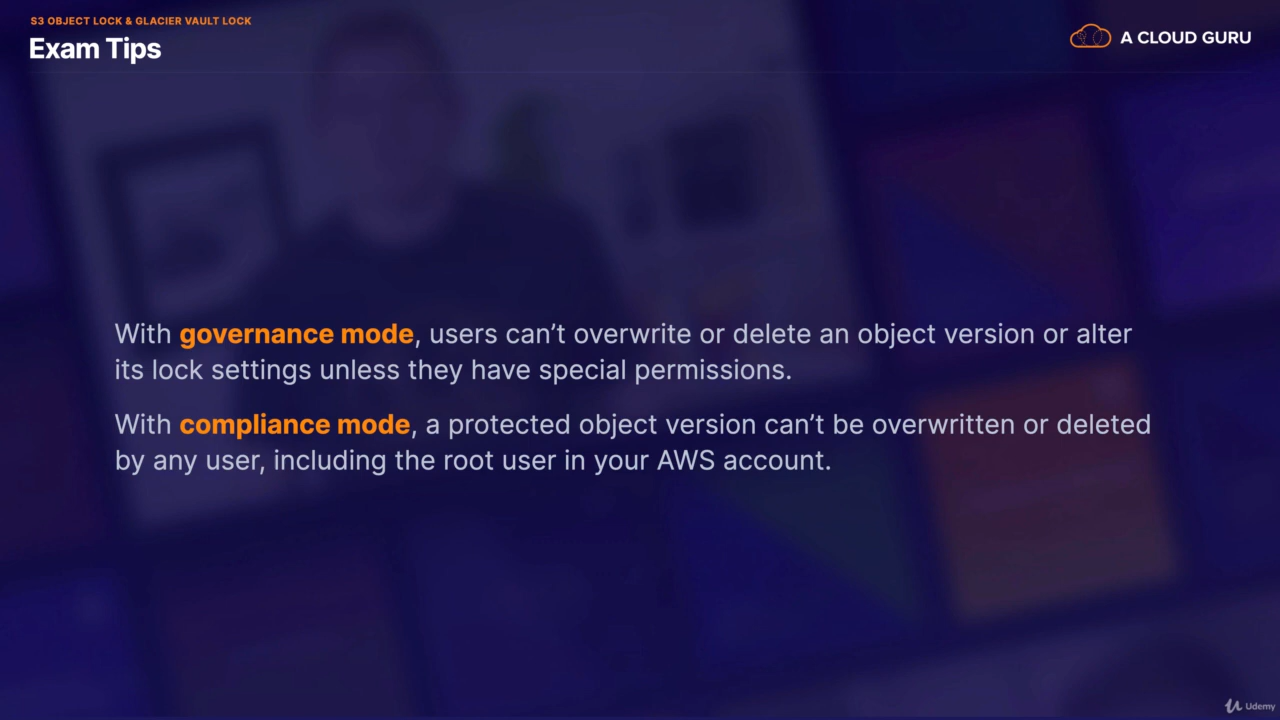 S3 OBJECT LOCK & GLACIER VAULT LOCK
Exam Tips
A CLOUD GURU
With governance mode, users can’t overwrite or delete an object version or alter
its lock settings unless they have special permissions.
With compliance mode, a protected object version can’t be overwritten or deleted
by any user, including the root user in your AWS account.
Udemy